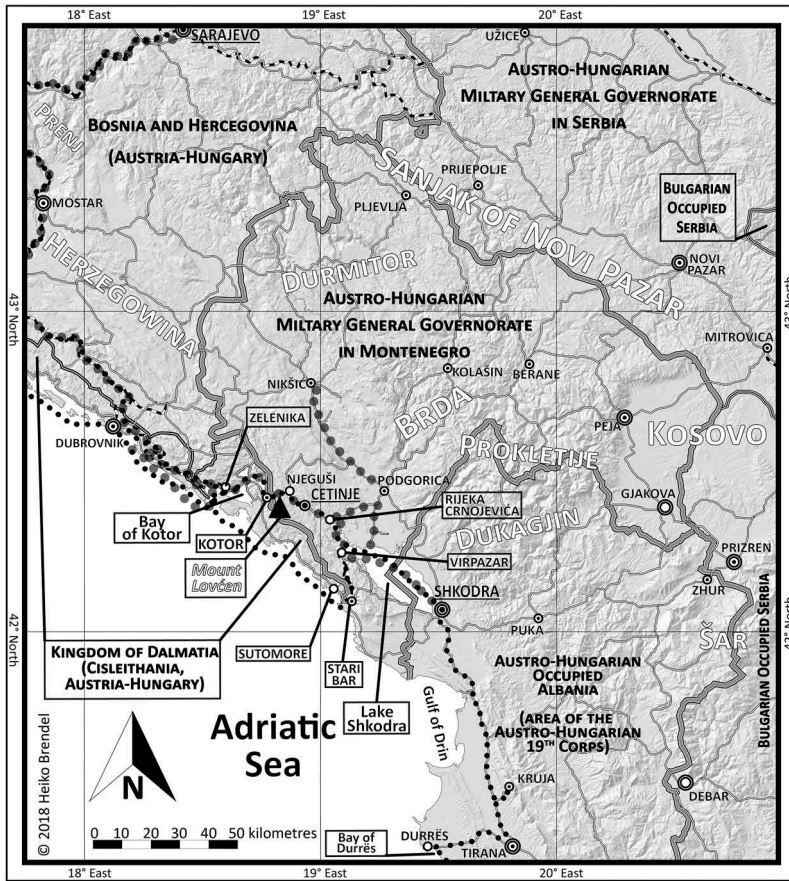 18° East
19° East
20° East
SARAJEVO
UŽICE
AUSTRO-HUNGARIAN
MILTARY GENERAL GOVERNORATE
IN SERBIA
PRENJ
BOSNIA AND HERCEGOVINA
(AUSTRIA-HUNGARY)
SANJAK OF NOVI PAZAR
PRIJEPOLJE
PLJEVLJA
MOSTAR
BULGARIAN
OCCUPIED
SERBIA
HERZEGOWINA
DURMITOR
NOVI
PAZAR
43° North
43° North
AUSTRO-HUNGARIAN
MILTARY GENERAL GOVERNORATE
IN MONTENEGRO
MITROVICA
NIKŠIĆ
KOLAŠIN
BERANE
BRDA
ZELENIKA
PEJA
KOSOVO
DUBROVNIK
PROKLETIJE
NJEGUŠI
CETINJE
PODGORICA
RIJEKA
CRNOJEVIĆA
GJAKOVA
Bay
of Kotor
DUKAGJIN
KOTOR
VIRPAZAR
Mount
Lovćen
PRIZREN
SHKODRA
ZHUR
42° North
42° North
PUKA
ŠAR
KINGDOM OF DALMATIA
(CISLEITHANIA,
AUSTRIA-HUNGARY)
SUTOMORE
STARI
BAR
Lake
Shkodra
AUSTRO-HUNGARIAN
OCCUPIED
ALBANIA
(AREA OF THE
AUSTRO-HUNGARIAN
19TH CORPS)
BULGARIAN OCCUPIED SERBIA
Gulf of Drin
Adriatic
Sea
N
KRUJA
DEBAR
© 2018 Heiko Brendel
0 10 20 30 40 50 kilometres
Bay of
Durrës
DURRËS
TIRANA
18° East
19° East
20° East